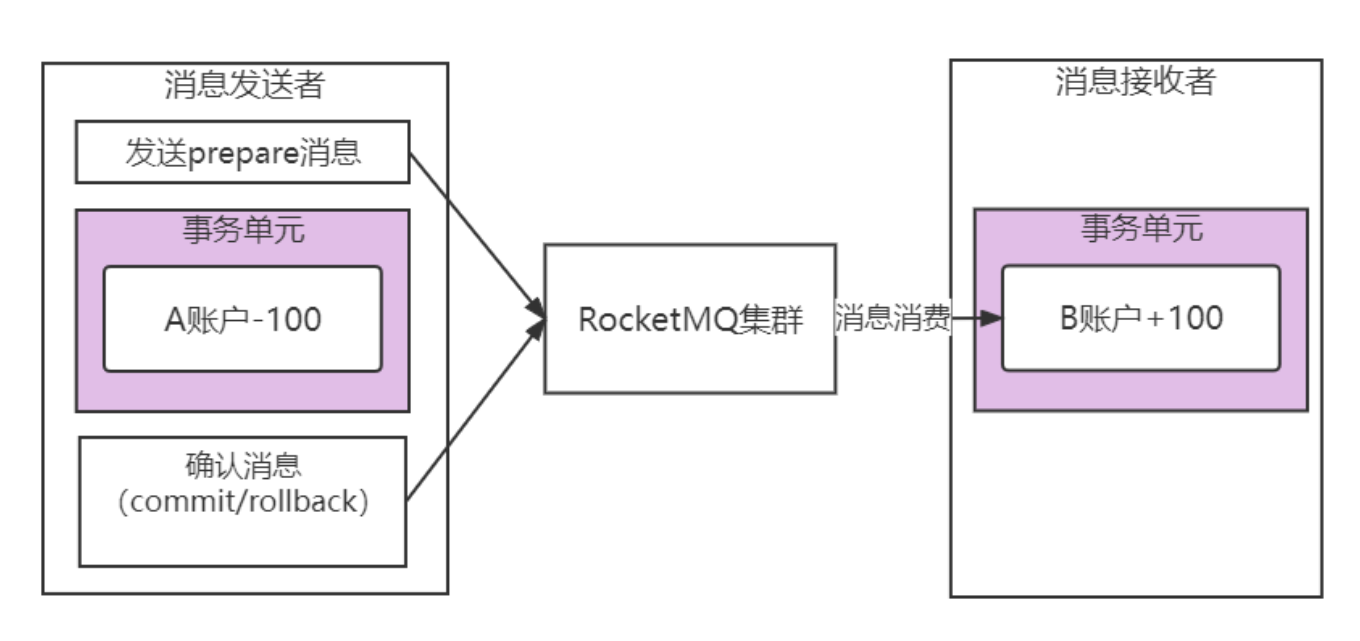 消息发送者
发送prepare消息
事务单元
A账户-100
确认消息
（commit/rollback）
RocketMQ集群
消息消费
消息接收者
事务单元
B账户+100